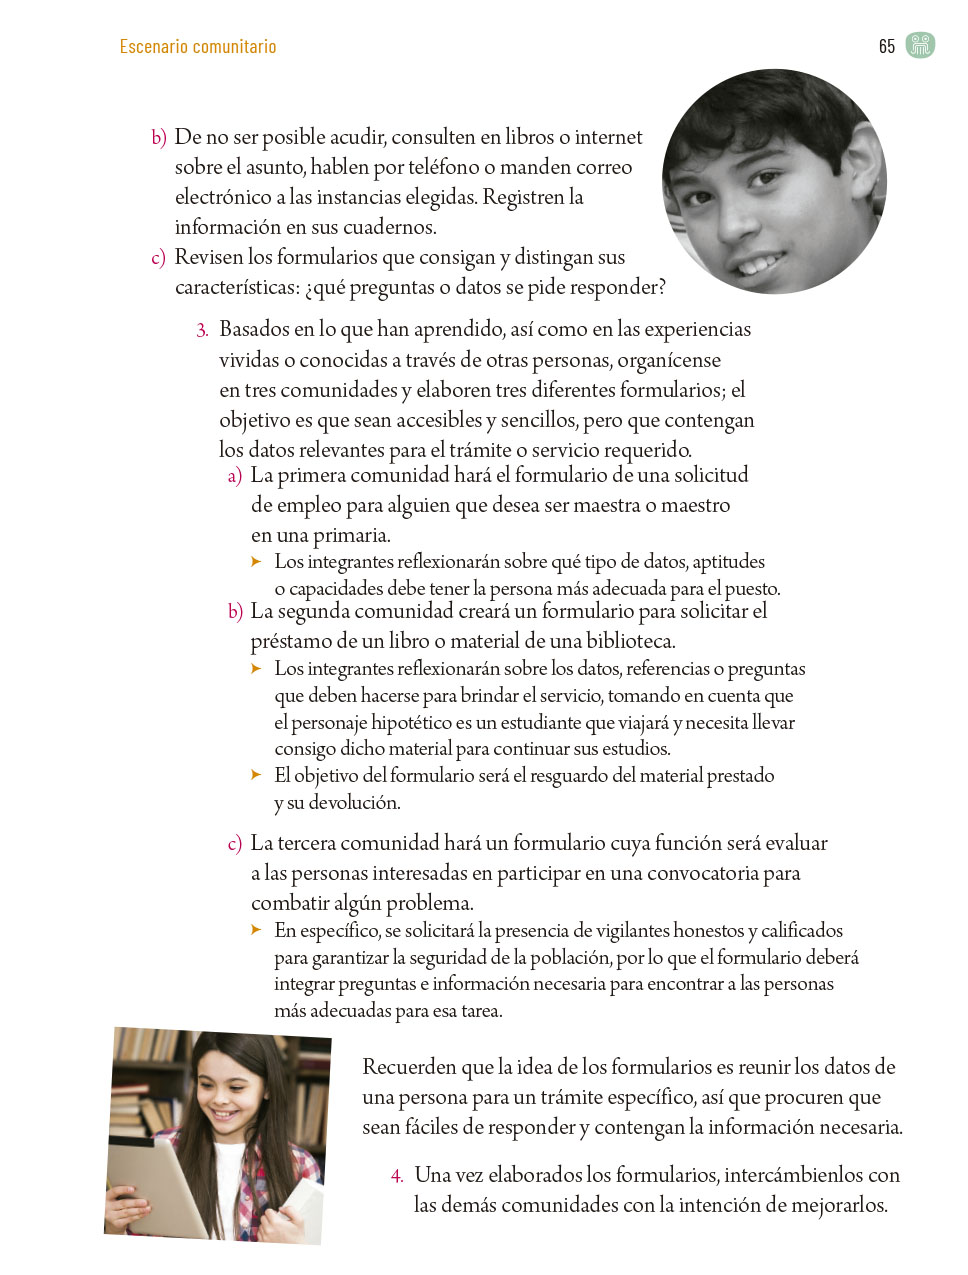 Escenario comunitario
65
b) De no ser posible acudir, consulten en libros o internet
sobre el asunto, hablen por teléfono o manden correo
electrónico a las instancias elegidas. Registren la
información en sus cuadernos.
c) Revisen los formularios que consigan y distingan sus
características: ¿qué preguntas o datos se pide responder?
3. Basados en lo que han aprendido, así como en las experiencias
vividas o conocidas a través de otras personas, organícense
en tres comunidades y elaboren tres diferentes formularios; el
objetivo es que sean accesibles y sencillos, pero que contengan
los datos relevantes para el trámite o servicio requerido.
a) La primera comunidad hará el formulario de una solicitud
de empleo para alguien que desea ser maestra o maestro
en una primaria.
➤ Los integrantes reflexionarán sobre qué tipo de datos, aptitudes
o capacidades debe tener la persona más adecuada para el puesto.
b) La segunda comunidad creará un formulario para solicitar el
préstamo de un libro o material de una biblioteca.
➤ Los integrantes reflexionarán sobre los datos, referencias o preguntas
que deben hacerse para brindar el servicio, tomando en cuenta que
el personaje hipotético es un estudiante que viajará y necesita llevar
consigo dicho material para continuar sus estudios.
➤ El objetivo del formulario será el resguardo del material prestado
y su devolución.
c) La tercera comunidad hará un formulario cuya función será evaluar
a las personas interesadas en participar en una convocatoria para
combatir algún problema.
➤ En específico, se solicitará la presencia de vigilantes honestos y calificados
para garantizar la seguridad de la población, por lo que el formulario deberá
integrar preguntas e información necesaria para encontrar a las personas
más adecuadas para esa tarea.
Recuerden que la idea de los formularios es reunir los datos de
una persona para un trámite específico, así que procuren que
sean fáciles de responder y contengan la información necesaria.
4. Una vez elaborados los formularios, intercámbienlos con
las demás comunidades con la intención de mejorarlos.